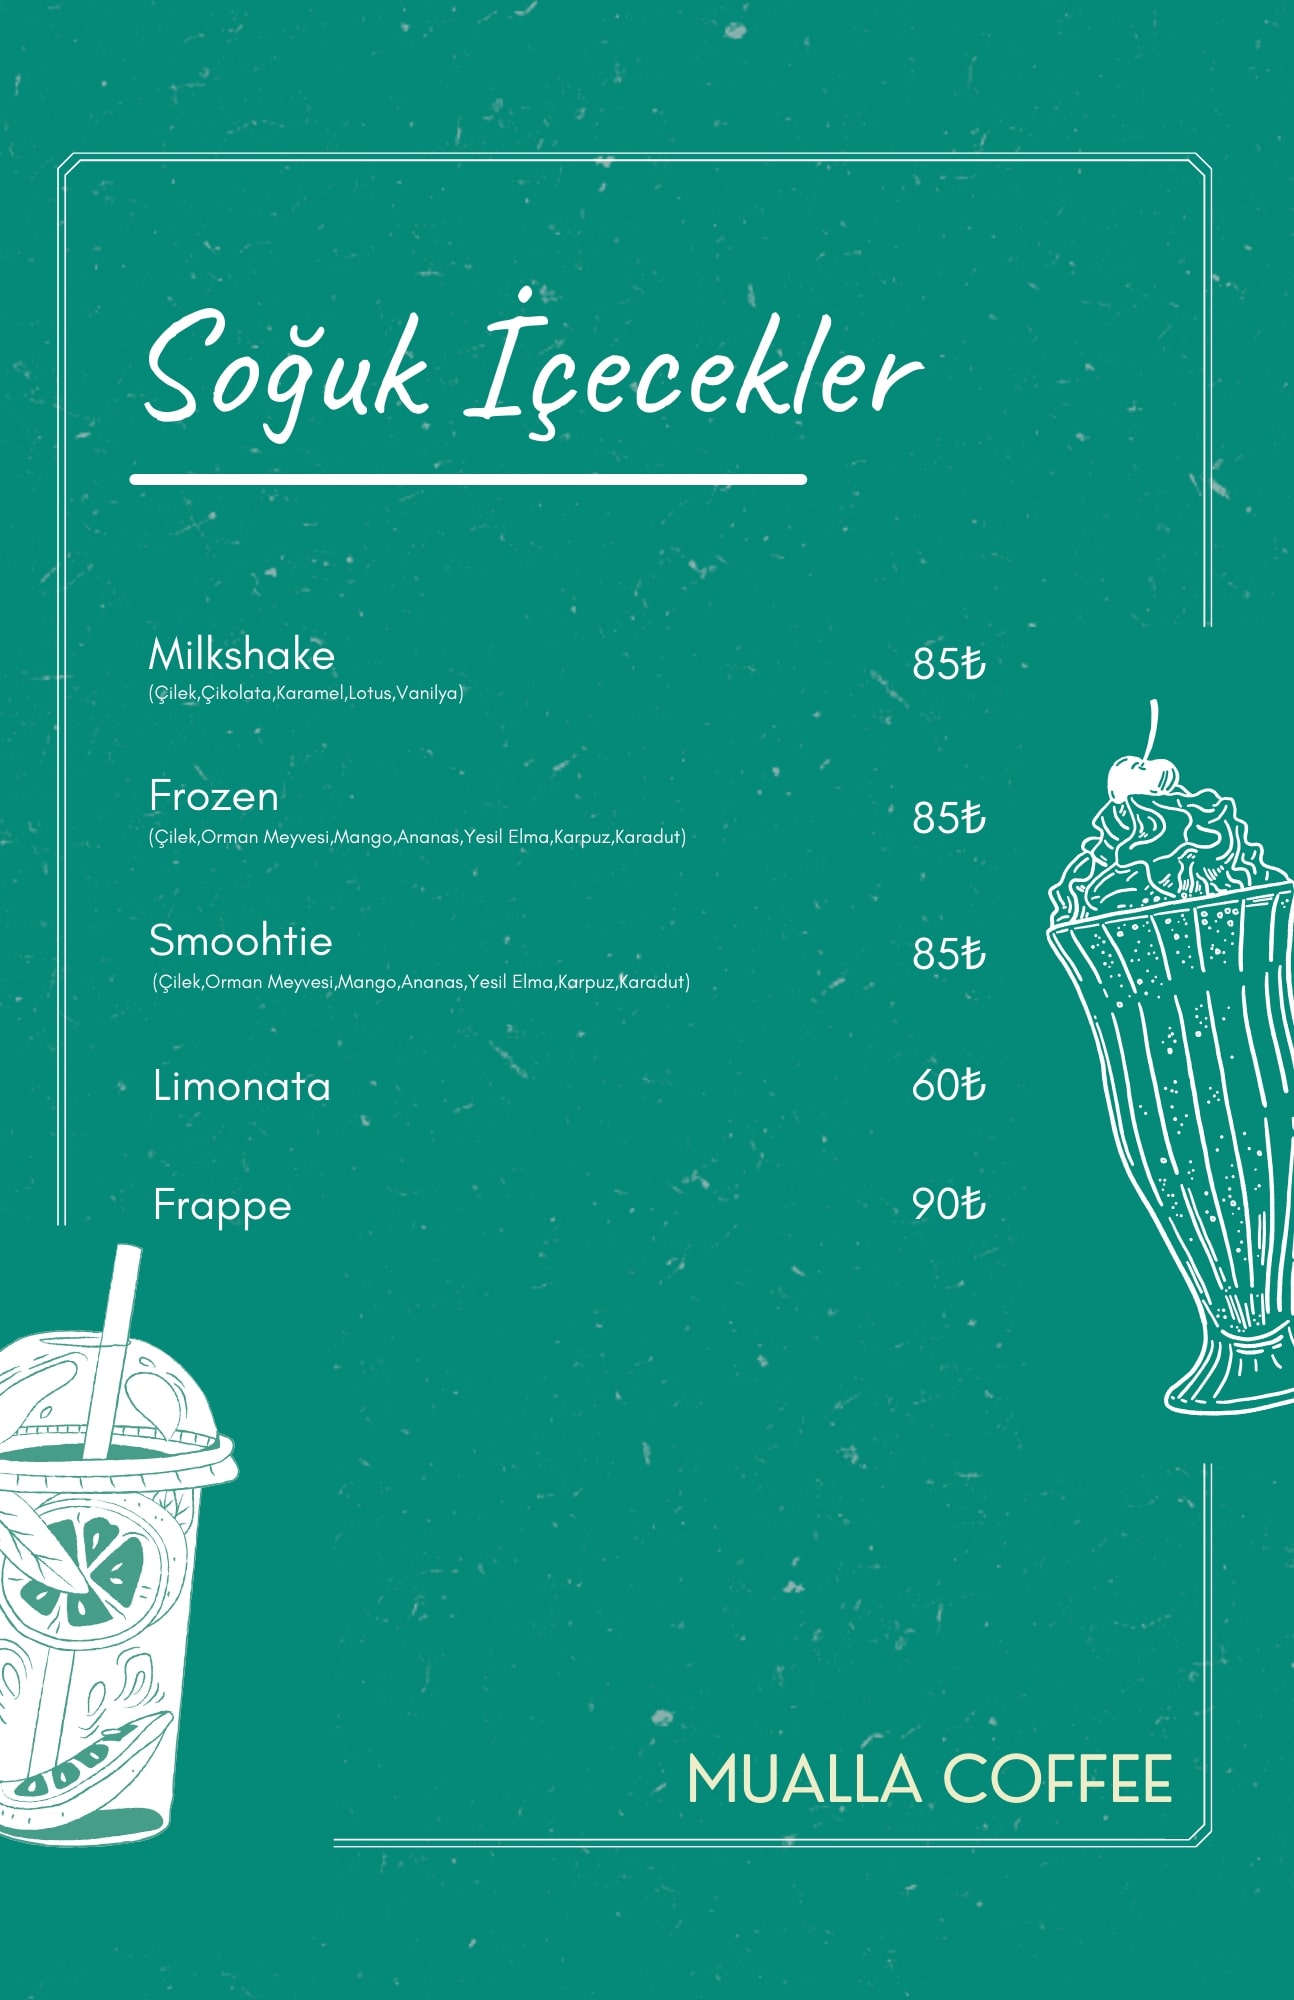 Soğuk İçecekler
Milkshake 85₺
(Çilek,Çikolata,Karamel,Lotus,Vanilya)
Frozen 85₺
(Çilek,Orman Meyvesi,Mango,Ananas,Yesil Elma,Karpuz,Karadut)
Smoohtie 85₺
(Çilek,Orman Meyvesi,Mango,Ananas,Yesil Elma,Karpuz,Karadut)
Limonata 60₺
Frappe 90₺
MUALLA COFFEE